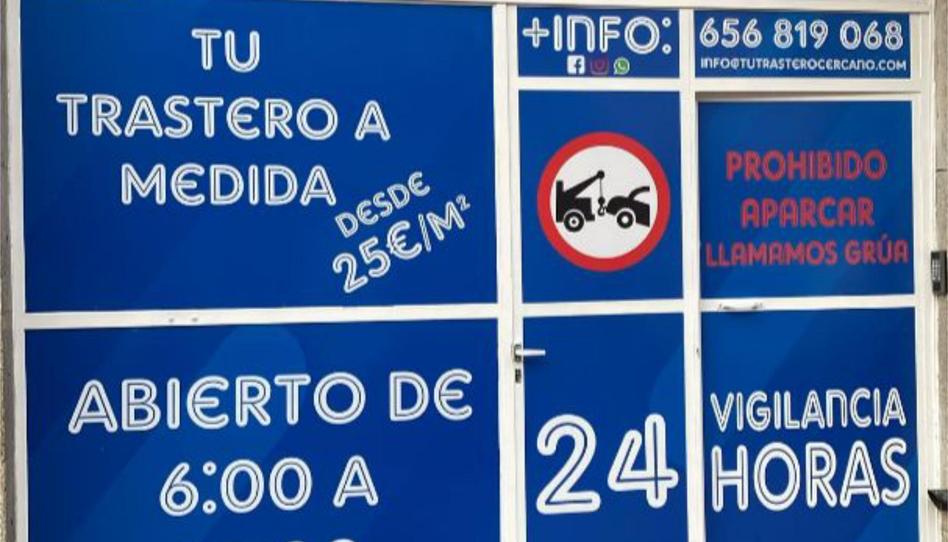 TU
TRASTERO A
MEDIDA
DESDE
25€/M²
+INFO:
656 819 068
INFO@TUTRASTEROCERCANO.COM
PROHIBIDO
APARCAR
LLAMAMOS GRÚA
ABIERTO DE
6:00 A
24
VIGILANCIA
HORAS